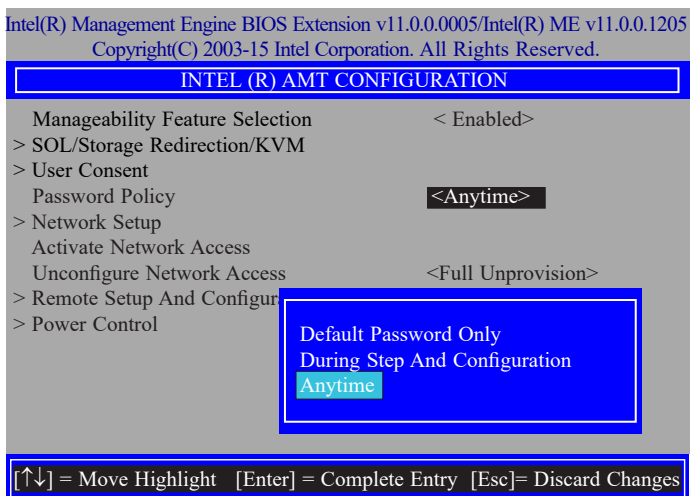 Intel(R) Management Engine BIOS Extension v11.0.0.0005/Intel(R) ME v11.0.0.1205
Copyright(C) 2003-15 Intel Corporation. All Rights Reserved.
INTEL (R) AMT CONFIGURATION
Manageability Feature Selection < Enabled>
> SOL/Storage Redirection/KVM
> User Consent
Password Policy <Anytime>
> Network Setup
Activate Network Access
Unconfigure Network Access <Full Unprovision>
> Remote Setup And Configur
> Power Control
Default Password Only
During Step And Configuration
Anytime
[↑↓] = Move Highlight [Enter] = Complete Entry [Esc]= Discard Changes